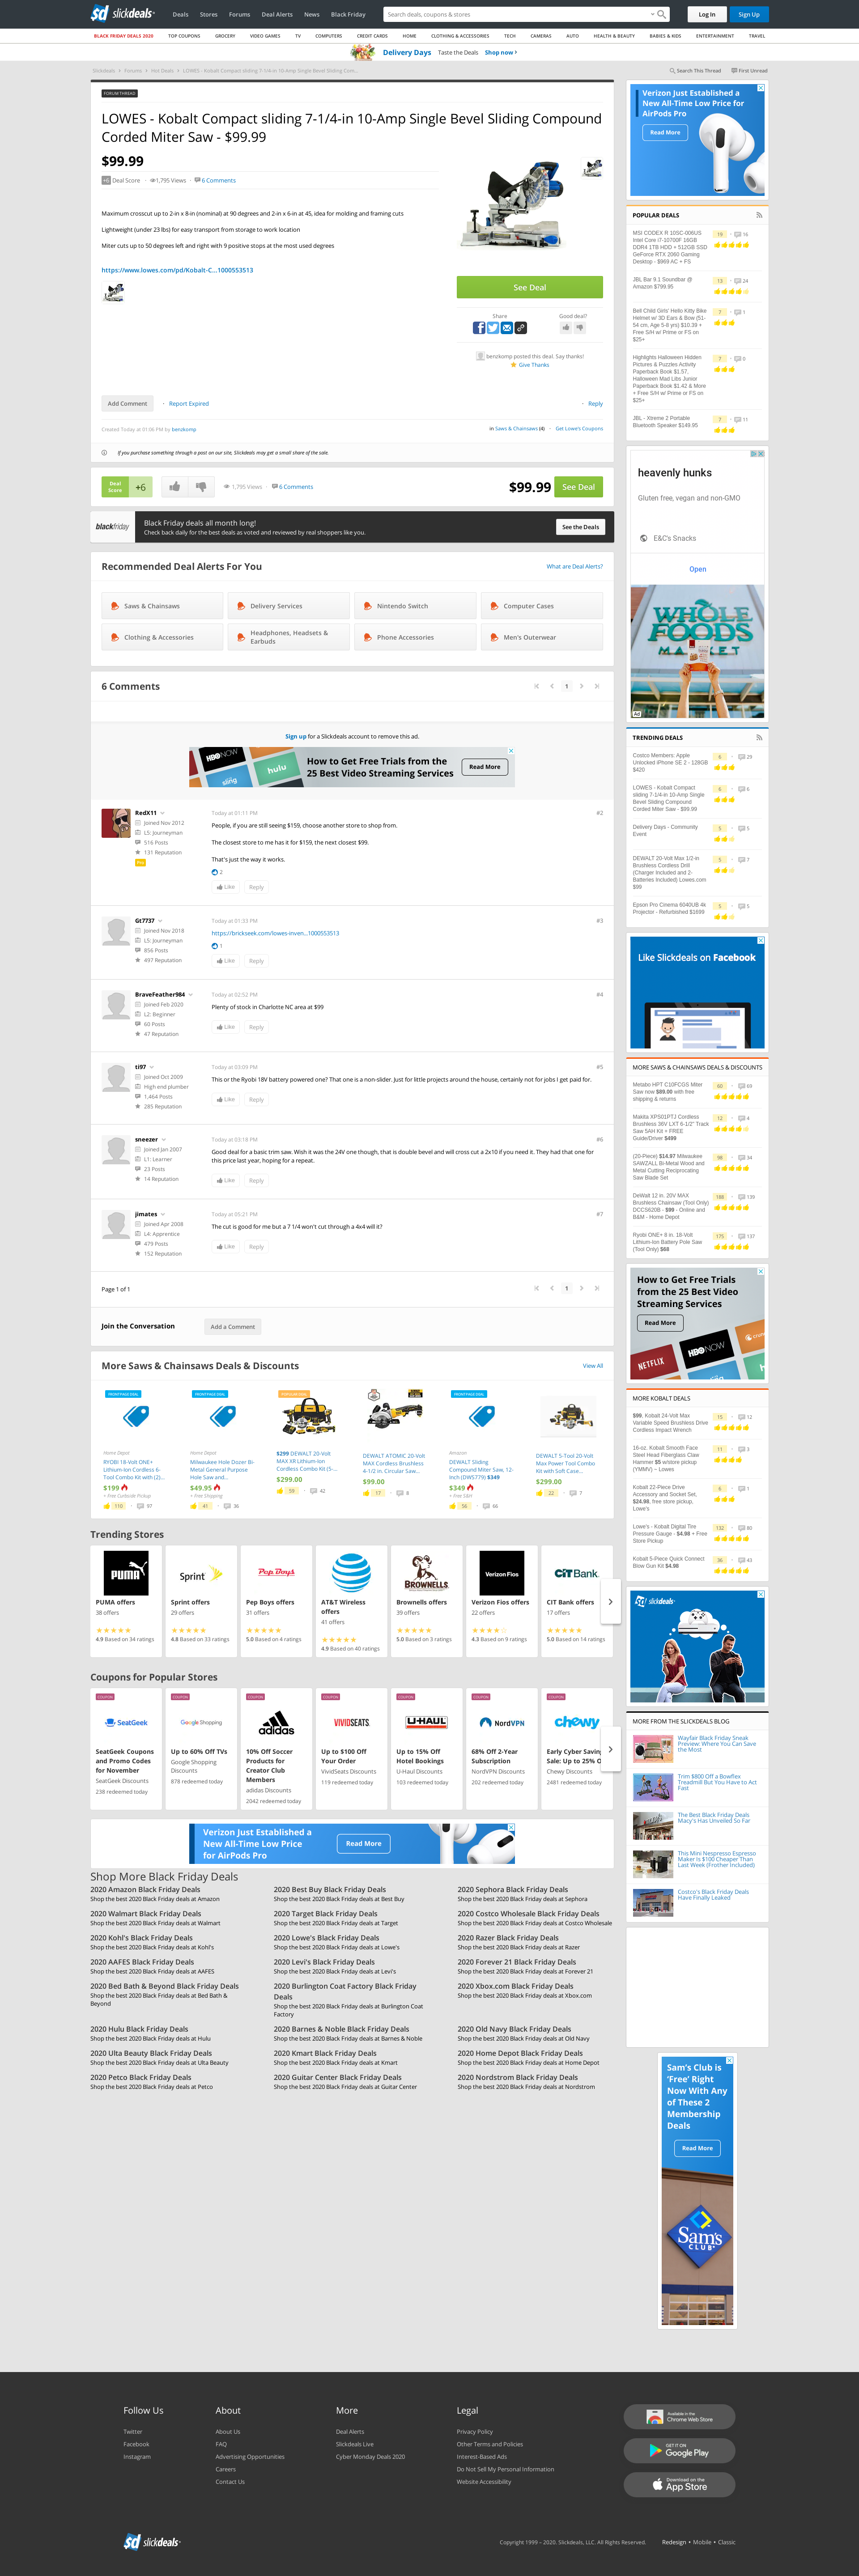 slickdeals
Deals
Stores
Forums
Deal Alerts
News
Black Friday
Search deals, coupons & stores
Log In
Sign Up
BLACK FRIDAY DEALS 2020
TOP COUPONS
GROCERY
VIDEO GAMES
TV
COMPUTERS
CREDIT CARDS
HOME
CLOTHING & ACCESSORIES
TECH
CAMERAS
AUTO
HEALTH & BEAUTY
BABIES & KIDS
ENTERTAINMENT
TRAVEL
Delivery Days Taste the Deals Shop now
Slickdeals
Forums
Hot Deals
LOWES - Kobalt Compact sliding 7-1/4-in 10-Amp Single Bevel Sliding Com...
Search This Thread
First Unread
FORUM THREAD
LOWES - Kobalt Compact sliding 7-1/4-in 10-Amp Single Bevel Sliding Compound
Corded Miter Saw - $99.99
$99.99
+6 Deal Score
1,795 Views
6 Comments
Maximum crosscut up to 2-in x 8-in (nominal) at 90 degrees and 2-in x 6-in at 45, idea for molding and framing cuts
Lightweight (under 23 lbs) for easy transport from storage to work location
Miter cuts up to 50 degrees left and right with 9 positive stops at the most used degrees
https://www.lowes.com/pd/Kobalt-C...1000553513
See Deal
Share
Good deal?
benskomp posted this deal. Say thanks!
Give Thanks
Add Comment
Report Expired
Reply
Created Today at 01:06 PM by benskomp
in Saws & Chainsaws (4)
Get Lowe's Coupons
If you purchase something through a post on our site, Slickdeals may get a small share of the sale.
Deal
Score
+6
1,795 Views
6 Comments
$99.99
See Deal
blackfriday
Black Friday deals all month long!
Check back daily for the best deals as voted and reviewed by real shoppers like you.
See the Deals
Recommended Deal Alerts For You
What are Deal Alerts?
Saws & Chainsaws
Delivery Services
Nintendo Switch
Computer Cases
Clothing & Accessories
Headphones, Headsets &
Earbuds
Phone Accessories
Men's Outerwear
6 Comments
1
Sign up for a Slickdeals account to remove this ad.
HBO NOW
hulu
sling
How to Get Free Trials from the
25 Best Video Streaming Services
Read More
RedX11
Joined Nov 2012
L5: Journeyman
516 Posts
131 Reputation
Pro
Today at 01:11 PM
#2
People, if you are still seeing $159, choose another store to shop from.
The closest store to me has it for $159, the next closest $99.
That's just the way it works.
2
Like
Reply
Gt7737
Joined Nov 2018
L5: Journeyman
856 Posts
497 Reputation
Today at 01:33 PM
#3
https://brickseek.com/lowes-inven...1000553513
1
Like
Reply
BraveFeather984
Joined Feb 2020
L2: Beginner
60 Posts
47 Reputation
Today at 02:52 PM
#4
Plenty of stock in Charlotte NC area at $99
Like
Reply
ti97
Joined Oct 2009
High end plumber
1,464 Posts
285 Reputation
Today at 03:09 PM
#5
This or the Ryobi 18V battery powered one? That one is a non-slider. Just for little projects around the house, certainly not for jobs I get paid for.
Like
Reply
sneezer
Joined Jan 2007
L1: Learner
23 Posts
14 Reputation
Today at 03:18 PM
#6
Good deal for a basic trim saw. Wish it was the 24V one though, that is double bevel and will cross cut a 2x10 if you need it. They had that one for
this price last year, hoping for a repeat.
Like
Reply
jimates
Joined Apr 2008
L4: Apprentice
479 Posts
152 Reputation
Today at 05:21 PM
#7
The cut is good for me but a 7 1/4 won't cut through a 4x4 will it?
Like
Reply
Page 1 of 1
1
Join the Conversation
Add a Comment
More Saws & Chainsaws Deals & Discounts
View All
FRONTPAGE DEAL
Home Depot
RYOBI 18-Volt ONE+
Lithium-Ion Cordless 6-
Tool Combo Kit with (2)...
$199
+ Free Curbside Pickup
110
97
FRONTPAGE DEAL
Home Depot
Milwaukee Hole Dozer Bi-
Metal General Purpose
Hole Saw and...
$49.95
+ Free Shipping
41
36
POPULAR DEAL
$299 DEWALT 20-Volt
MAX XR Lithium-Ion
Cordless Combo Kit (5-...
$299.00
59
42
DEWALT ATOMIC 20-Volt
MAX Cordless Brushless
4-1/2 in. Circular Saw...
$99.00
17
8
FRONTPAGE DEAL
Amazon
DEWALT Sliding
Compound Miter Saw, 12-
Inch (DWS779) $349
$349
+ Free S&H
56
66
DEWALT 5-Tool 20-Volt
Max Power Tool Combo
Kit with Soft Case...
$299.00
22
7
Trending Stores
PUMA
PUMA offers
38 offers
4.9 Based on 34 ratings
Sprint
Sprint offers
29 offers
4.8 Based on 33 ratings
Pep Boys
Pep Boys offers
31 offers
5.0 Based on 4 ratings
AT&T Wireless
offers
41 offers
4.9 Based on 40 ratings
BROWNELLS
Brownells offers
39 offers
5.0 Based on 3 ratings
Verizon Fios
Verizon Fios offers
22 offers
4.3 Based on 9 ratings
CIT BANK
CIT Bank offers
17 offers
5.0 Based on 14 ratings
Coupons for Popular Stores
COUPON
SeatGeek
SeatGeek Coupons
and Promo Codes
for November
SeatGeek Discounts
238 redeemed today
COUPON
Google Shopping
Up to 60% Off TVs
Google Shopping
Discounts
878 redeemed today
COUPON
adidas
10% Off Soccer
Products for
Creator Club
Members
adidas Discounts
2042 redeemed today
COUPON
VIVIDSEATS.
Up to $100 Off
Your Order
VividSeats Discounts
119 redeemed today
COUPON
U-HAUL
Up to 15% Off
Hotel Bookings
U-Haul Discounts
103 redeemed today
COUPON
NordVPN
68% Off 2-Year
Subscription
NordVPN Discounts
202 redeemed today
COUPON
chewy
Early Cyber Saving
Sale: Up to 25% O
Chewy Discounts
2481 redeemed today
Verizon Just Established a
New All-Time Low Price
for AirPods Pro
Read More
Shop More Black Friday Deals
2020 Amazon Black Friday Deals
Shop the best 2020 Black Friday deals at Amazon
2020 Best Buy Black Friday Deals
Shop the best 2020 Black Friday deals at Best Buy
2020 Sephora Black Friday Deals
Shop the best 2020 Black Friday deals at Sephora
2020 Walmart Black Friday Deals
Shop the best 2020 Black Friday deals at Walmart
2020 Target Black Friday Deals
Shop the best 2020 Black Friday deals at Target
2020 Costco Wholesale Black Friday Deals
Shop the best 2020 Black Friday deals at Costco Wholesale
2020 Kohl's Black Friday Deals
Shop the best 2020 Black Friday deals at Kohl's
2020 Lowe's Black Friday Deals
Shop the best 2020 Black Friday deals at Lowe's
2020 Razer Black Friday Deals
Shop the best 2020 Black Friday deals at Razer
2020 AAFES Black Friday Deals
Shop the best 2020 Black Friday deals at AAFES
2020 Levi's Black Friday Deals
Shop the best 2020 Black Friday deals at Levi's
2020 Forever 21 Black Friday Deals
Shop the best 2020 Black Friday deals at Forever 21
2020 Bed Bath & Beyond Black Friday Deals
Shop the best 2020 Black Friday deals at Bed Bath &
Beyond
2020 Burlington Coat Factory Black Friday
Deals
Shop the best 2020 Black Friday deals at Burlington Coat
Factory
2020 Xbox.com Black Friday Deals
Shop the best 2020 Black Friday deals at Xbox.com
2020 Hulu Black Friday Deals
Shop the best 2020 Black Friday deals at Hulu
2020 Barnes & Noble Black Friday Deals
Shop the best 2020 Black Friday deals at Barnes & Noble
2020 Old Navy Black Friday Deals
Shop the best 2020 Black Friday deals at Old Navy
2020 Ulta Beauty Black Friday Deals
Shop the best 2020 Black Friday deals at Ulta Beauty
2020 Kmart Black Friday Deals
Shop the best 2020 Black Friday deals at Kmart
2020 Home Depot Black Friday Deals
Shop the best 2020 Black Friday deals at Home Depot
2020 Petco Black Friday Deals
Shop the best 2020 Black Friday deals at Petco
2020 Guitar Center Black Friday Deals
Shop the best 2020 Black Friday deals at Guitar Center
2020 Nordstrom Black Friday Deals
Shop the best 2020 Black Friday deals at Nordstrom
Verizon Just Established a
New All-Time Low Price for
AirPods Pro
Read More
POPULAR DEALS
MSI CODEX R 10SC-006US
Intel Core i7-10700F 16GB
DDR4 1TB HDD + 512GB SSD
GeForce RTX 2060 Gaming
Desktop - $969 AC + FS
19
16
JBL Bar 9.1 Soundbar @
Amazon $799.95
13
24
Bell Child Girls' Hello Kitty Bike
Helmet w/ 3D Ears & Bow (51-
54 cm, Age 5-8 yrs) $10.39 +
Free S/H w/ Prime or FS on
$25+
7
1
Highlights Halloween Hidden
Pictures & Puzzles Activity
Paperback Book $1.57,
Halloween Mad Libs Junior
Paperback Book $1.42 & More
+ Free S/H w/ Prime or FS on
$25+
7
0
JBL - Xtreme 2 Portable
Bluetooth Speaker $149.95
7
11
heavenly hunks
Gluten free, vegan and non-GMO
E&C's Snacks
Open
WHOLE
FOODS
MARKET
Ad
TRENDING DEALS
Costco Members: Apple
Unlocked iPhone SE 2 - 128GB
$420
6
29
LOWES - Kobalt Compact
sliding 7-1/4-in 10-Amp Single
Bevel Sliding Compound
Corded Miter Saw - $99.99
6
6
Delivery Days - Community
Event
5
5
DEWALT 20-Volt Max 1/2-in
Brushless Cordless Drill
(Charger Included and 2-
Batteries Included) Lowes.com
$99
5
7
Epson Pro Cinema 6040UB 4k
Projector - Refurbished $1699
5
5
Like Slickdeals on Facebook
MORE SAWS & CHAINSAWS DEALS & DISCOUNTS
Metabo HPT C10FCGS Miter
Saw now $89.00 with free
shipping & returns
60
69
Makita XPS01PTJ Cordless
Brushless 36V LXT 6-1/2" Track
Saw 5AH Kit + FREE
Guide/Driver $499
12
4
(20-Piece) $14.97 Milwaukee
SAWZALL Bi-Metal Wood and
Metal Cutting Reciprocating
Saw Blade Set
98
34
DeWalt 12 in. 20V MAX
Brushless Chainsaw (Tool Only)
DCCS620B - $99 - Online and
B&M - Home Depot
188
139
Ryobi ONE+ 8 in. 18-Volt
Lithium-Ion Battery Pole Saw
(Tool Only) $68
175
137
How to Get Free Trials
from the 25 Best Video
Streaming Services
Read More
NETFLIX
HBO NOW
hulu
sling
MORE KOBALT DEALS
$99, Kobalt 24-Volt Max
Variable Speed Brushless Drive
Cordless Impact Wrench
15
12
16-oz. Kobalt Smooth Face
Steel Head Fiberglass Claw
Hammer $5 w/store pickup
(YMMV) ~ Lowes
11
3
Kobalt 22-Piece Drive
Accessory and Socket Set,
$24.98, free store pickup,
Lowe's
6
1
Lowe's - Kobalt Digital Tire
Pressure Gauge - $4.98 + Free
Store Pickup
132
80
Kobalt 5-Piece Quick Connect
Blow Gun Kit $4.98
36
43
slickdeals
MORE FROM THE SLICKDEALS BLOG
Wayfair Black Friday Sneak
Preview: Where You Can Save
the Most
Trim $800 Off a Bowflex
Treadmill But You Have to Act
Fast
The Best Black Friday Deals
Macy's Has Unveiled So Far
This Mini Nespresso Espresso
Maker Is $100 Cheaper Than
Last Week (Frother Included)
Costco's Black Friday Deals
Have Finally Leaked
Sam's Club is
'Free' Right
Now With Any
of These 2
Membership
Deals
Read More
Sam's
CLUB
Follow Us
Twitter
Facebook
Instagram
About
About Us
FAQ
Advertising Opportunities
Careers
Contact Us
More
Deal Alerts
Slickdeals Live
Cyber Monday Deals 2020
Legal
Privacy Policy
Other Terms and Policies
Interest-Based Ads
Do Not Sell My Personal Information
Website Accessibility
Available in the
Chrome Web Store
GET IT ON
Google Play
Download on the
App Store
slickdeals
Copyright 1999 - 2020. Slickdeals, LLC. All Rights Reserved.
Redesign • Mobile • Classic